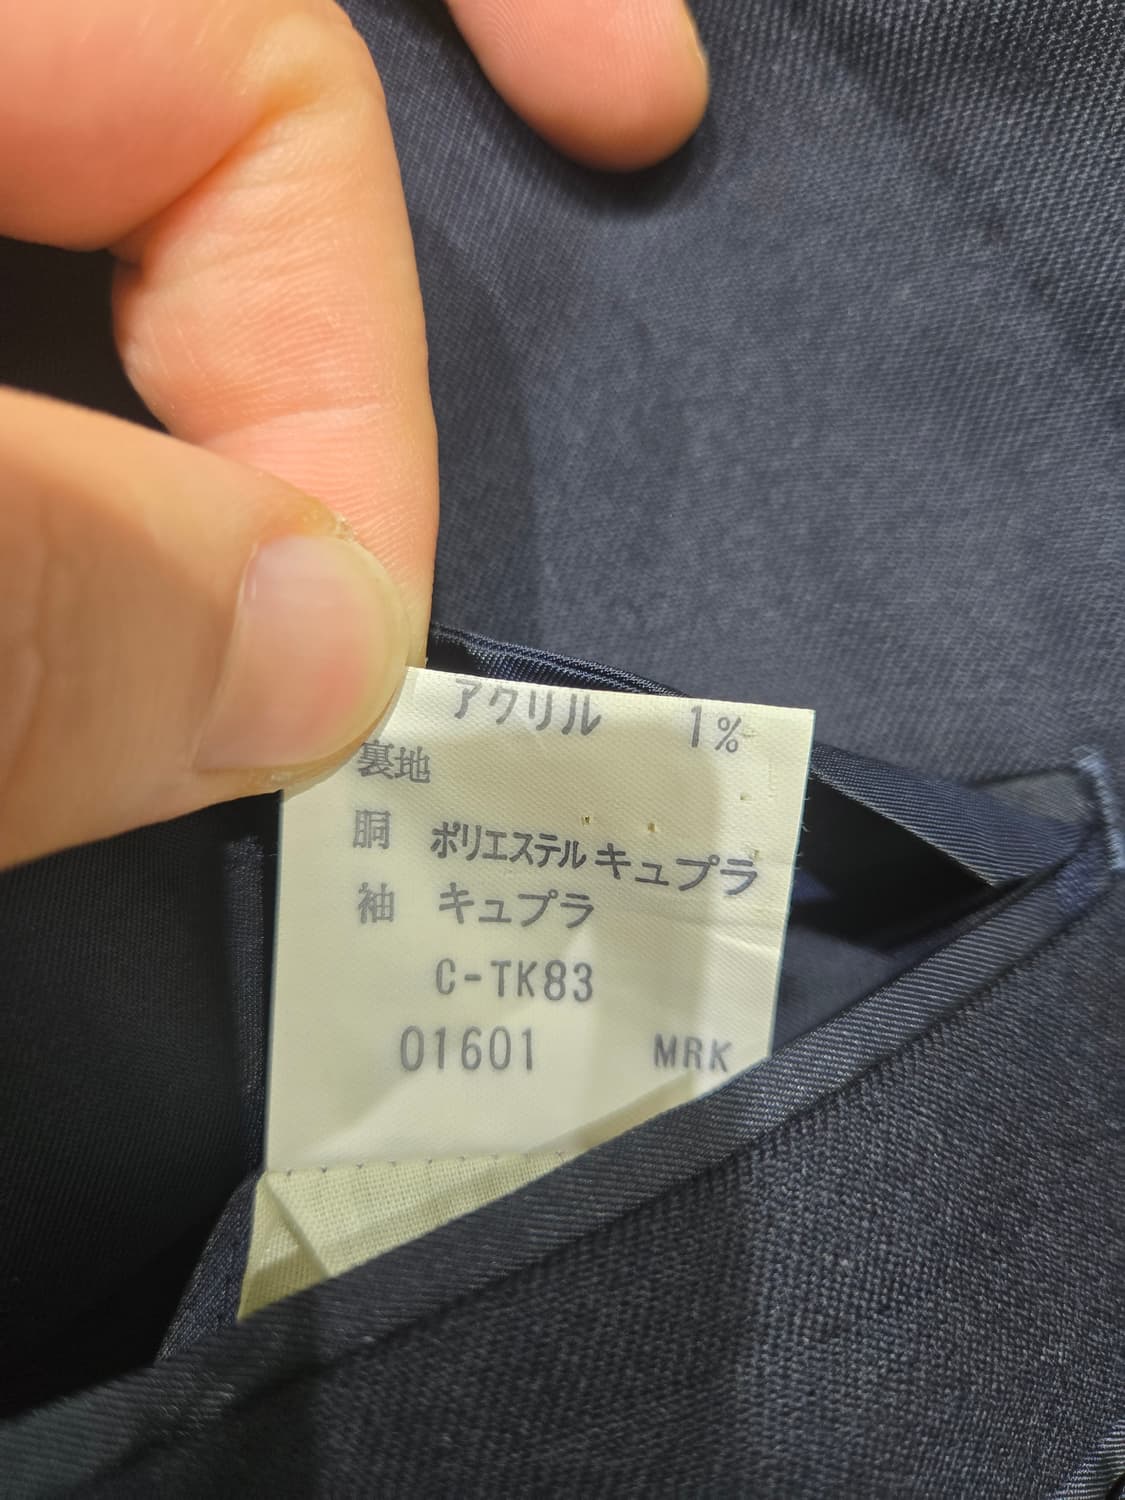 アクリル 1%
裏地
胴 ポリエステルキュプラ
袖 キュプラ
C-TK83
01601 MRK